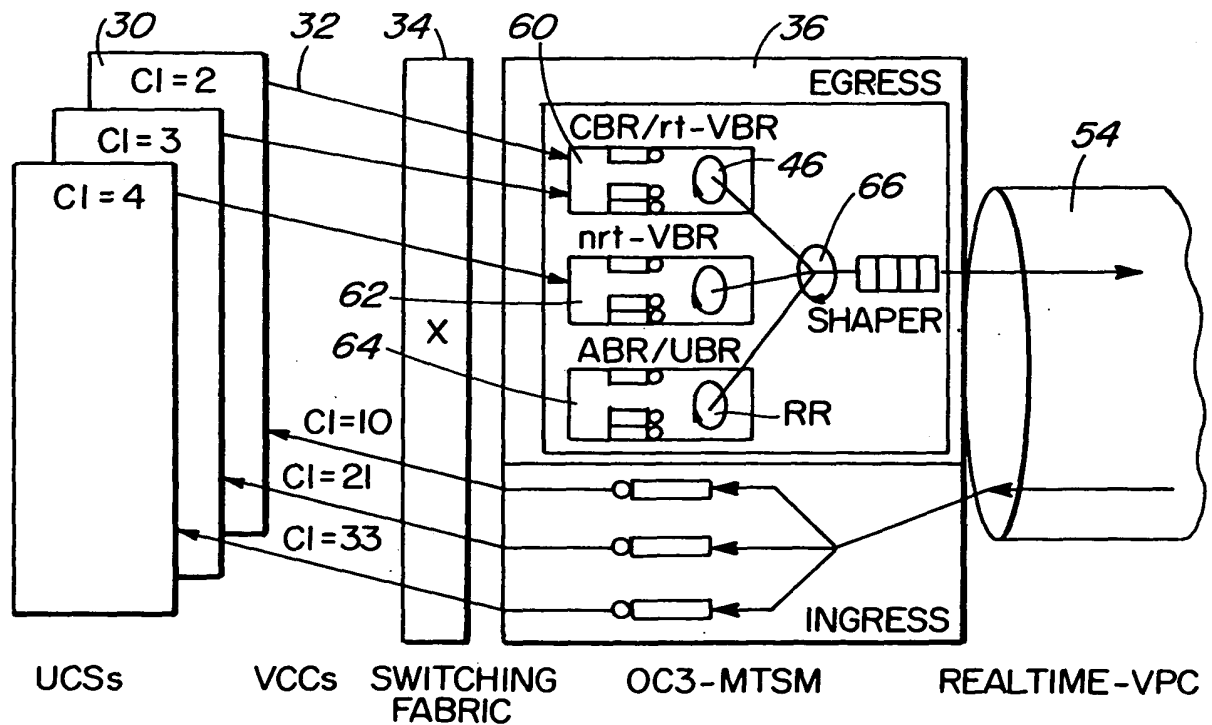 30
32
34
60
36
CI=2
EGRESS
CI=3
CBR/rt-VBR
46
54
CI=4
66
nrt-VBR
62
SHAPER
X
64
ABR/UBR
CI=10
RR
CI=21
CI=33
INGRESS
UCSs
VCCs
SWITCHING
FABRIC
OC3-MTSM
REALTIME-VPC